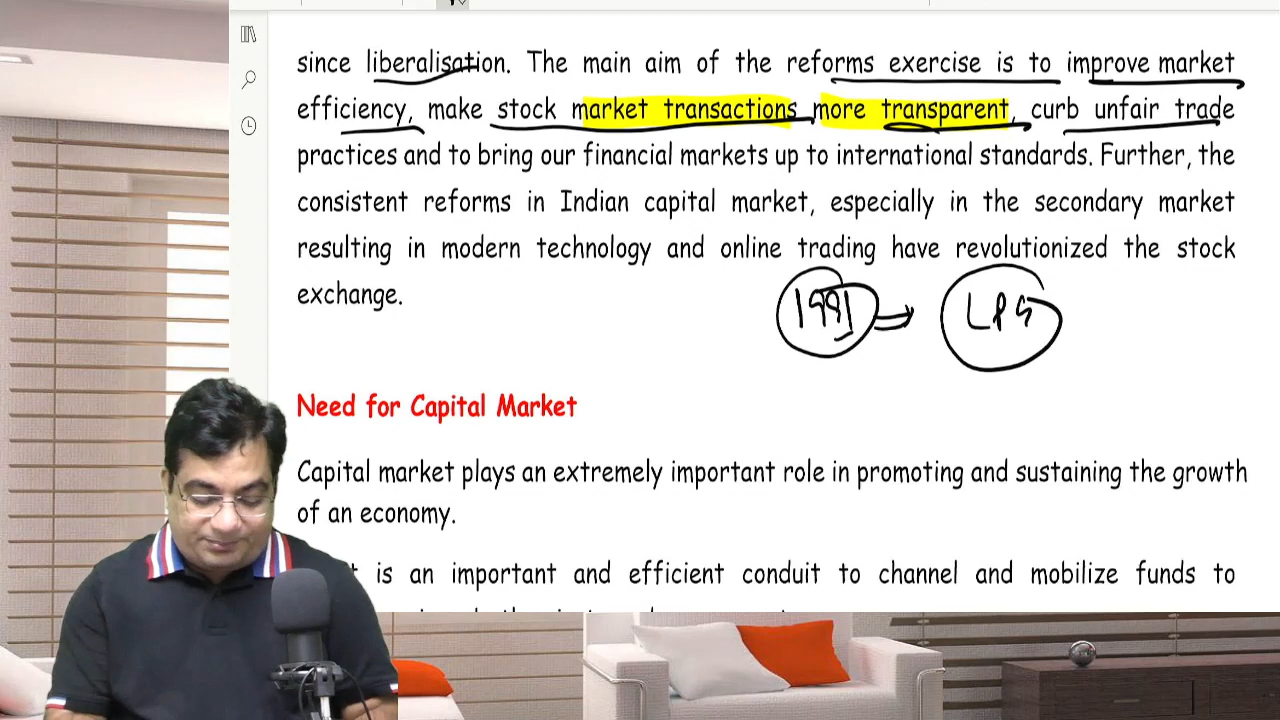 since liberalisation. The main aim of the reforms exercise is to improve market
efficiency, make stock market transactions more transparent, curb unfair trade
practices and to bring our financial markets up to international standards. Further, the
consistent reforms in Indian capital market, especially in the secondary market
resulting in modern technology and online trading have revolutionized the stock
exchange.
1991 ⇒ LPG
Need for Capital Market
Capital market plays an extremely important role in promoting and sustaining the growth
of an economy.
is an important and efficient conduit to channel and mobilize funds to